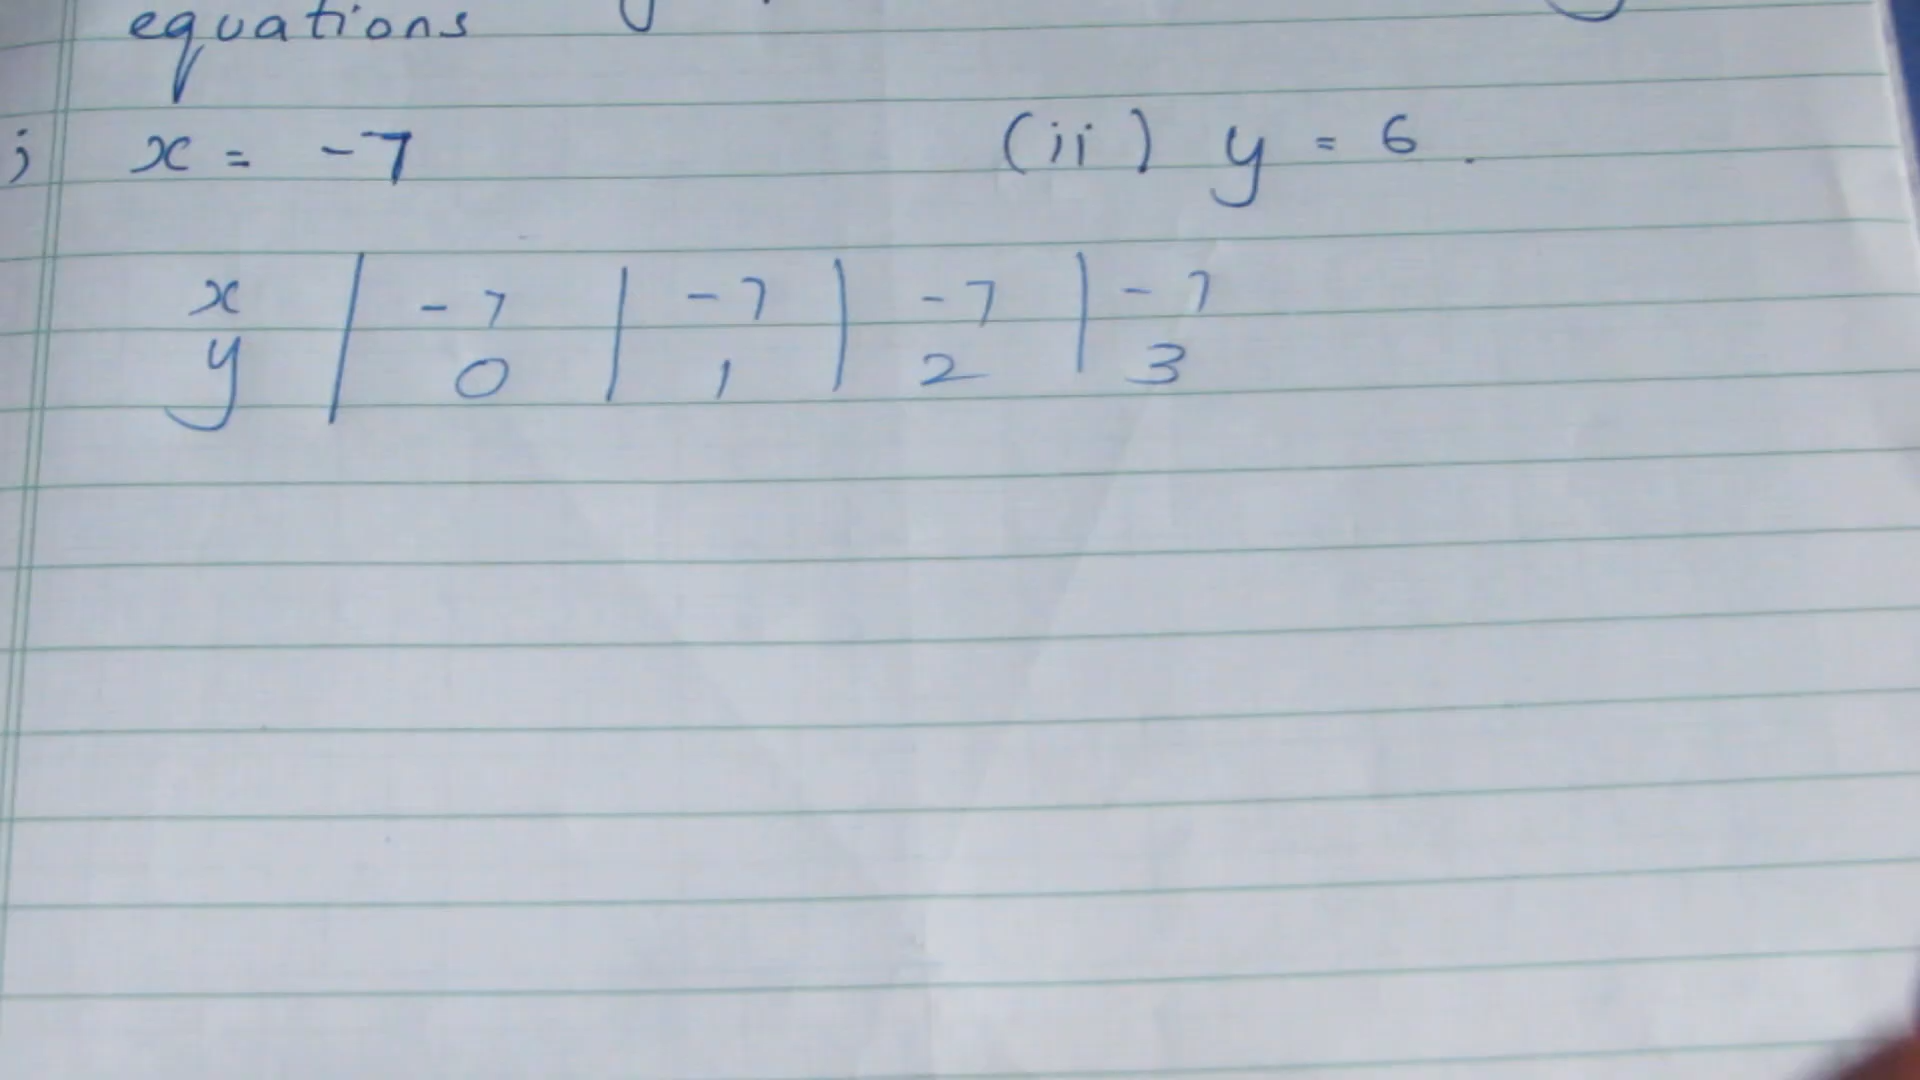 equations
; x = -7 (ii) y = 6.
x | -7 | -7 | -7 | -7
y | 0 | 1 | 2 | 3